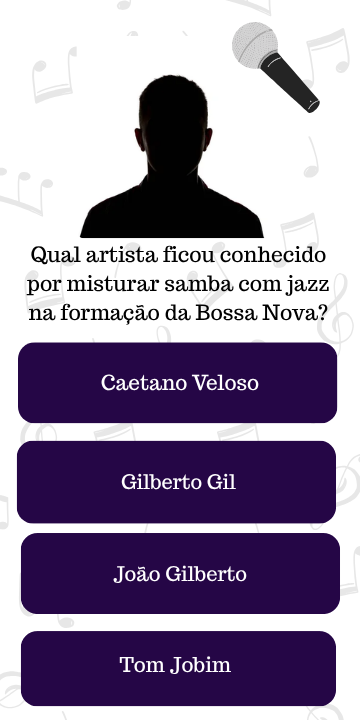 Qual artista ficou conhecido
por misturar samba com jazz
na formação da Bossa Nova?
Caetano Veloso
Gilberto Gil
João Gilberto
Tom Jobim